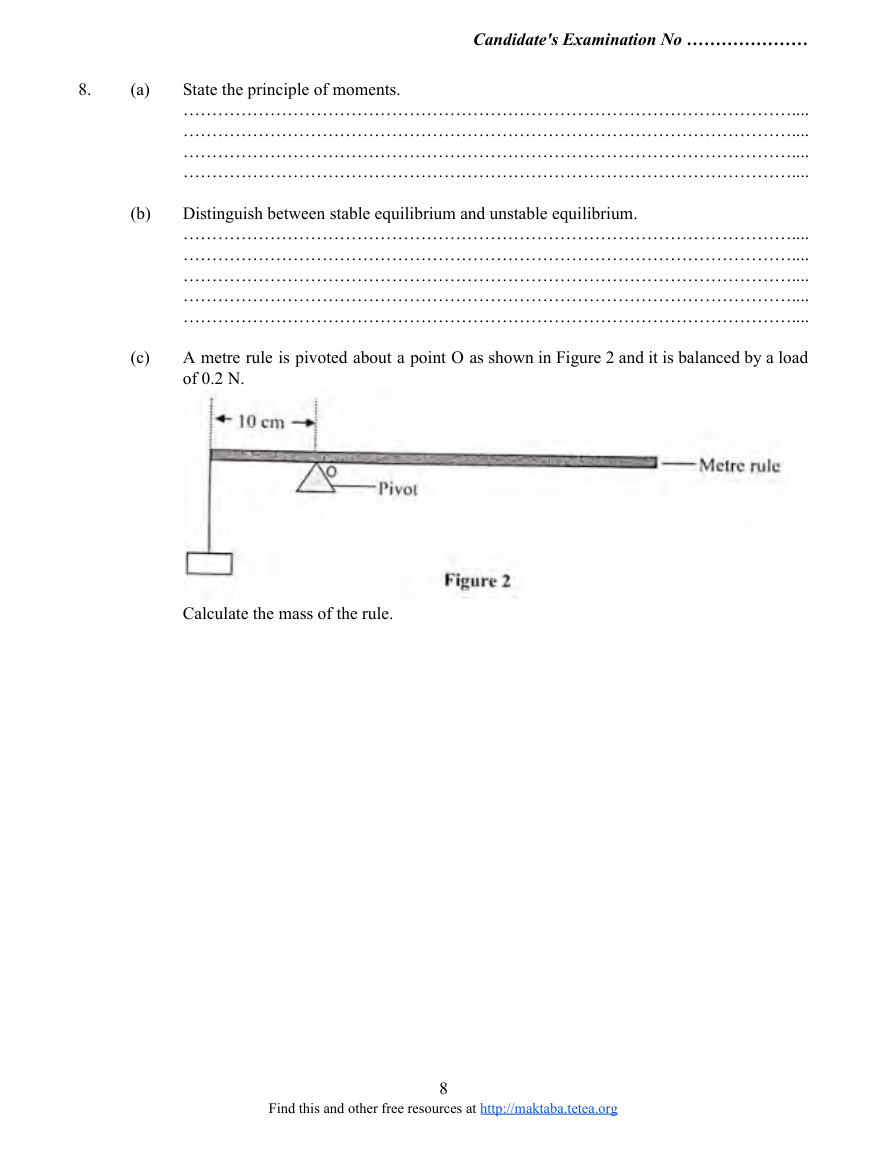 Candidate's Examination No …………………
8. (a) State the principle of moments.
……………………………………………………………………………………………....
……………………………………………………………………………………………....
……………………………………………………………………………………………....
……………………………………………………………………………………………....
(b) Distinguish between stable equilibrium and unstable equilibrium.
……………………………………………………………………………………………....
……………………………………………………………………………………………....
……………………………………………………………………………………………....
……………………………………………………………………………………………....
……………………………………………………………………………………………....
(c) A metre rule is pivoted about a point O as shown in Figure 2 and it is balanced by a load
of 0.2 N.
10 cm
O
Metre rule
Pivot
Figure 2
Calculate the mass of the rule.
8
Find this and other free resources at http://maktaba.tetea.org